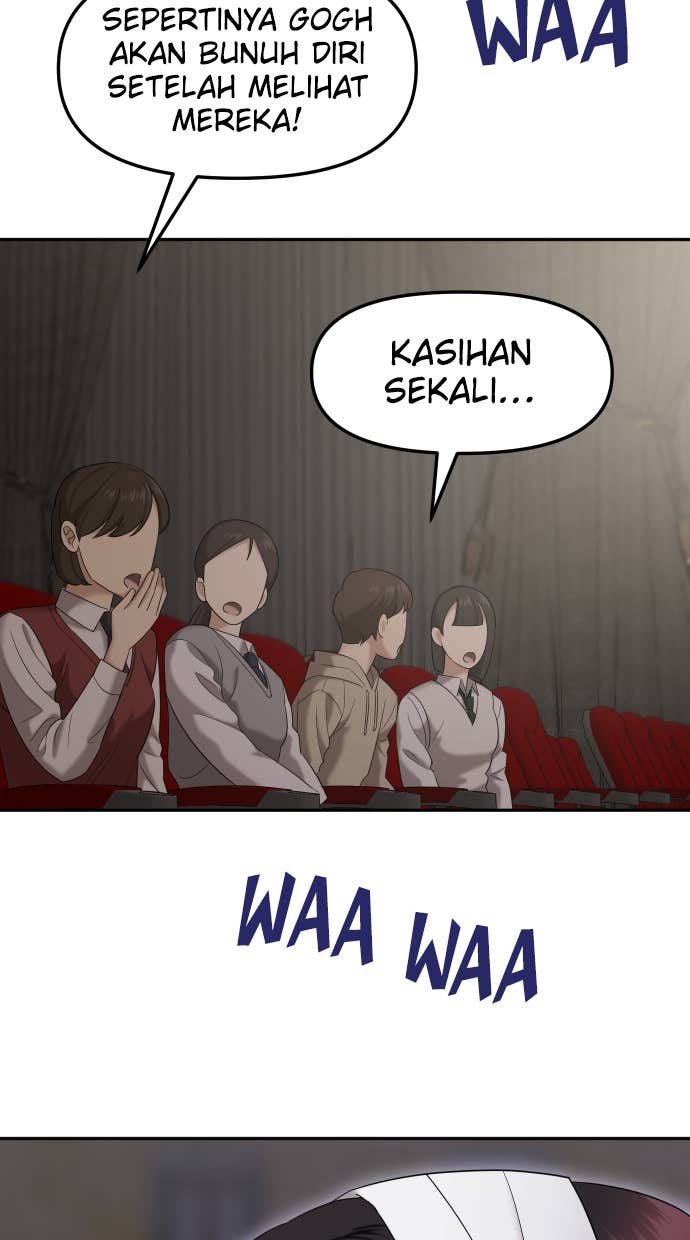 SEPERTINYA GOGH
AKAN BUNUH DIRI
SETELAH MELIHAT
MEREKA!
WAA
KASIHAN
SEKALI...
WAA WAA